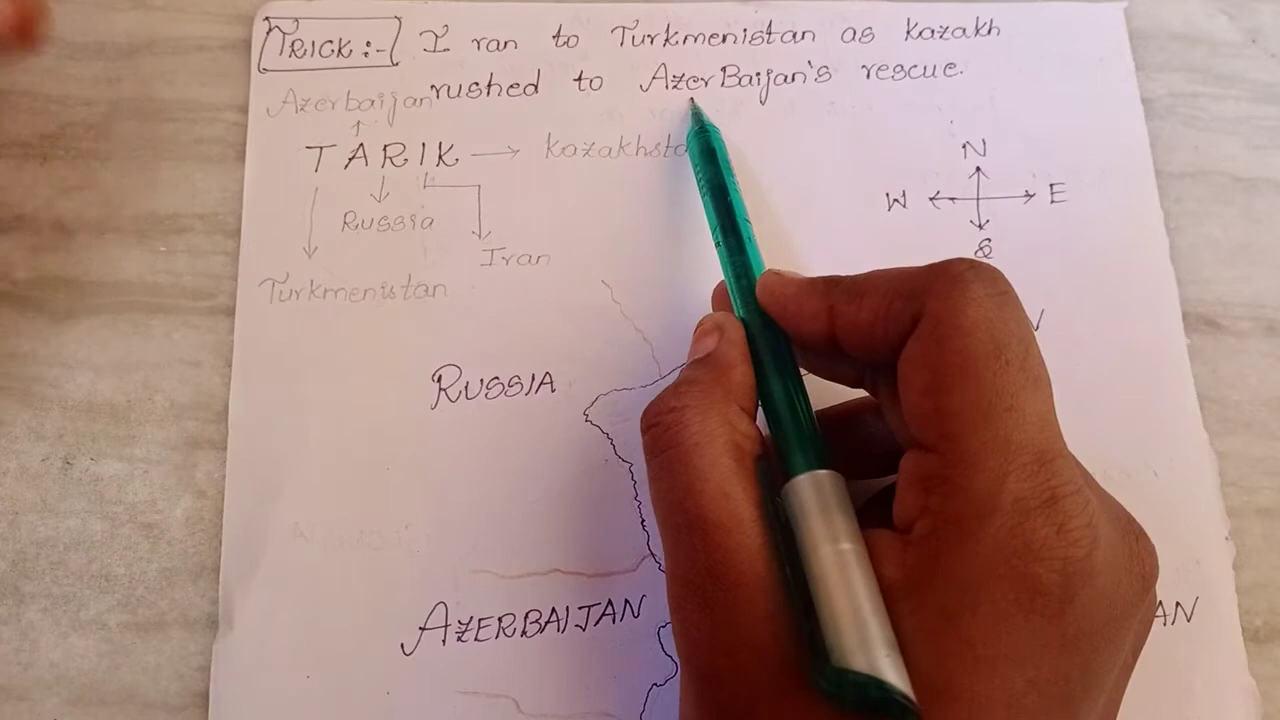 TRICK :- I ran to Turkmenistan as kazakh
rushed to AzerBaijan's rescue.
Azerbaijan
TARIK → kazakhsta
Russia
Iran
Turkmenistan
N
W E
S
RUSSIA
AZERBAIJAN
AN